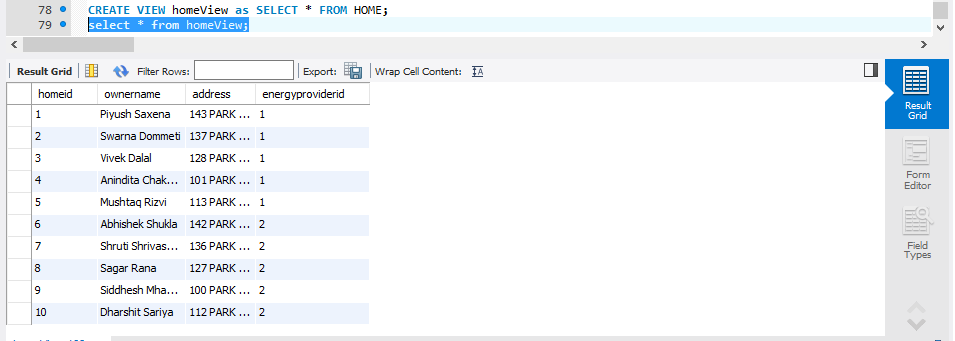 78 CREATE VIEW homeView as SELECT * FROM HOME;
79 select * from homeView;
Result Grid Filter Rows: Export: Wrap Cell Content: IA
homeid ownername address energyproviderid
1 Piyush Saxena 143 PARK ... 1
2 Swarna Dommeti 137 PARK ... 1
3 Vivek Dalal 128 PARK ... 1
4 Anindita Chak... 101 PARK ... 1
5 Mushtaq Rizvi 113 PARK ... 1
6 Abhishek Shukla 142 PARK ... 2
7 Shruti Shrivas... 136 PARK ... 2
8 Sagar Rana 127 PARK ... 2
9 Siddhesh Mha... 100 PARK ... 2
10 Dharshit Sariya 112 PARK ... 2
Result
Grid
Form
Editor
Field
Types